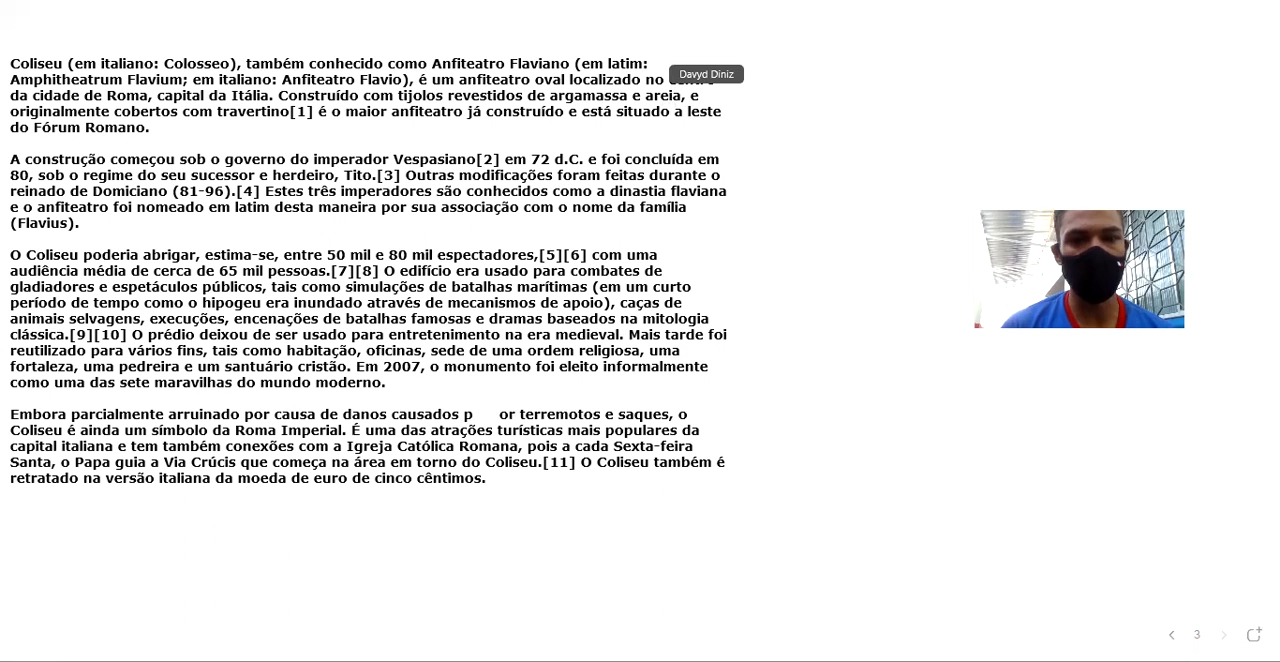 Coliseu (em italiano: Colosseo), também conhecido como Anfiteatro Flaviano (em latim:
Amphitheatrum Flavium; em italiano: Anfiteatro Flavio), é um anfiteatro oval localizado no
Davyd Diniz
da cidade de Roma, capital da Itália. Construído com tijolos revestidos de argamassa e areia, e
originalmente cobertos com travertino[1] é o maior anfiteatro já construído e está situado a leste
do Fórum Romano.
A construção começou sob o governo do imperador Vespasiano[2] em 72 d.C. e foi concluída em
80, sob o regime do seu sucessor e herdeiro, Tito.[3] Outras modificações foram feitas durante o
reinado de Domiciano (81-96).[4] Estes três imperadores são conhecidos como a dinastia flaviana
e o anfiteatro foi nomeado em latim desta maneira por sua associação com o nome da família
(Flavius).
O Coliseu poderia abrigar, estima-se, entre 50 mil e 80 mil espectadores,[5][6] com uma
audiência média de cerca de 65 mil pessoas.[7][8] O edifício era usado para combates de
gladiadores e espetáculos públicos, tais como simulações de batalhas marítimas (em um curto
período de tempo como o hipogeu era inundado através de mecanismos de apoio), caças de
animais selvagens, execuções, encenações de batalhas famosas e dramas baseados na mitologia
clássica.[9][10] O prédio deixou de ser usado para entretenimento na era medieval. Mais tarde foi
reutilizado para vários fins, tais como habitação, oficinas, sede de uma ordem religiosa, uma
fortaleza, uma pedreira e um santuário cristão. Em 2007, o monumento foi eleito informalmente
como uma das sete maravilhas do mundo moderno.
Embora parcialmente arruinado por causa de danos causados p or terremotos e saques, o
Coliseu é ainda um símbolo da Roma Imperial. É uma das atrações turísticas mais populares da
capital italiana e tem também conexões com a Igreja Católica Romana, pois a cada Sexta-feira
Santa, o Papa guia a Via Crúcis que começa na área em torno do Coliseu.[11] O Coliseu também é
retratado na versão italiana da moeda de euro de cinco cêntimos.
3